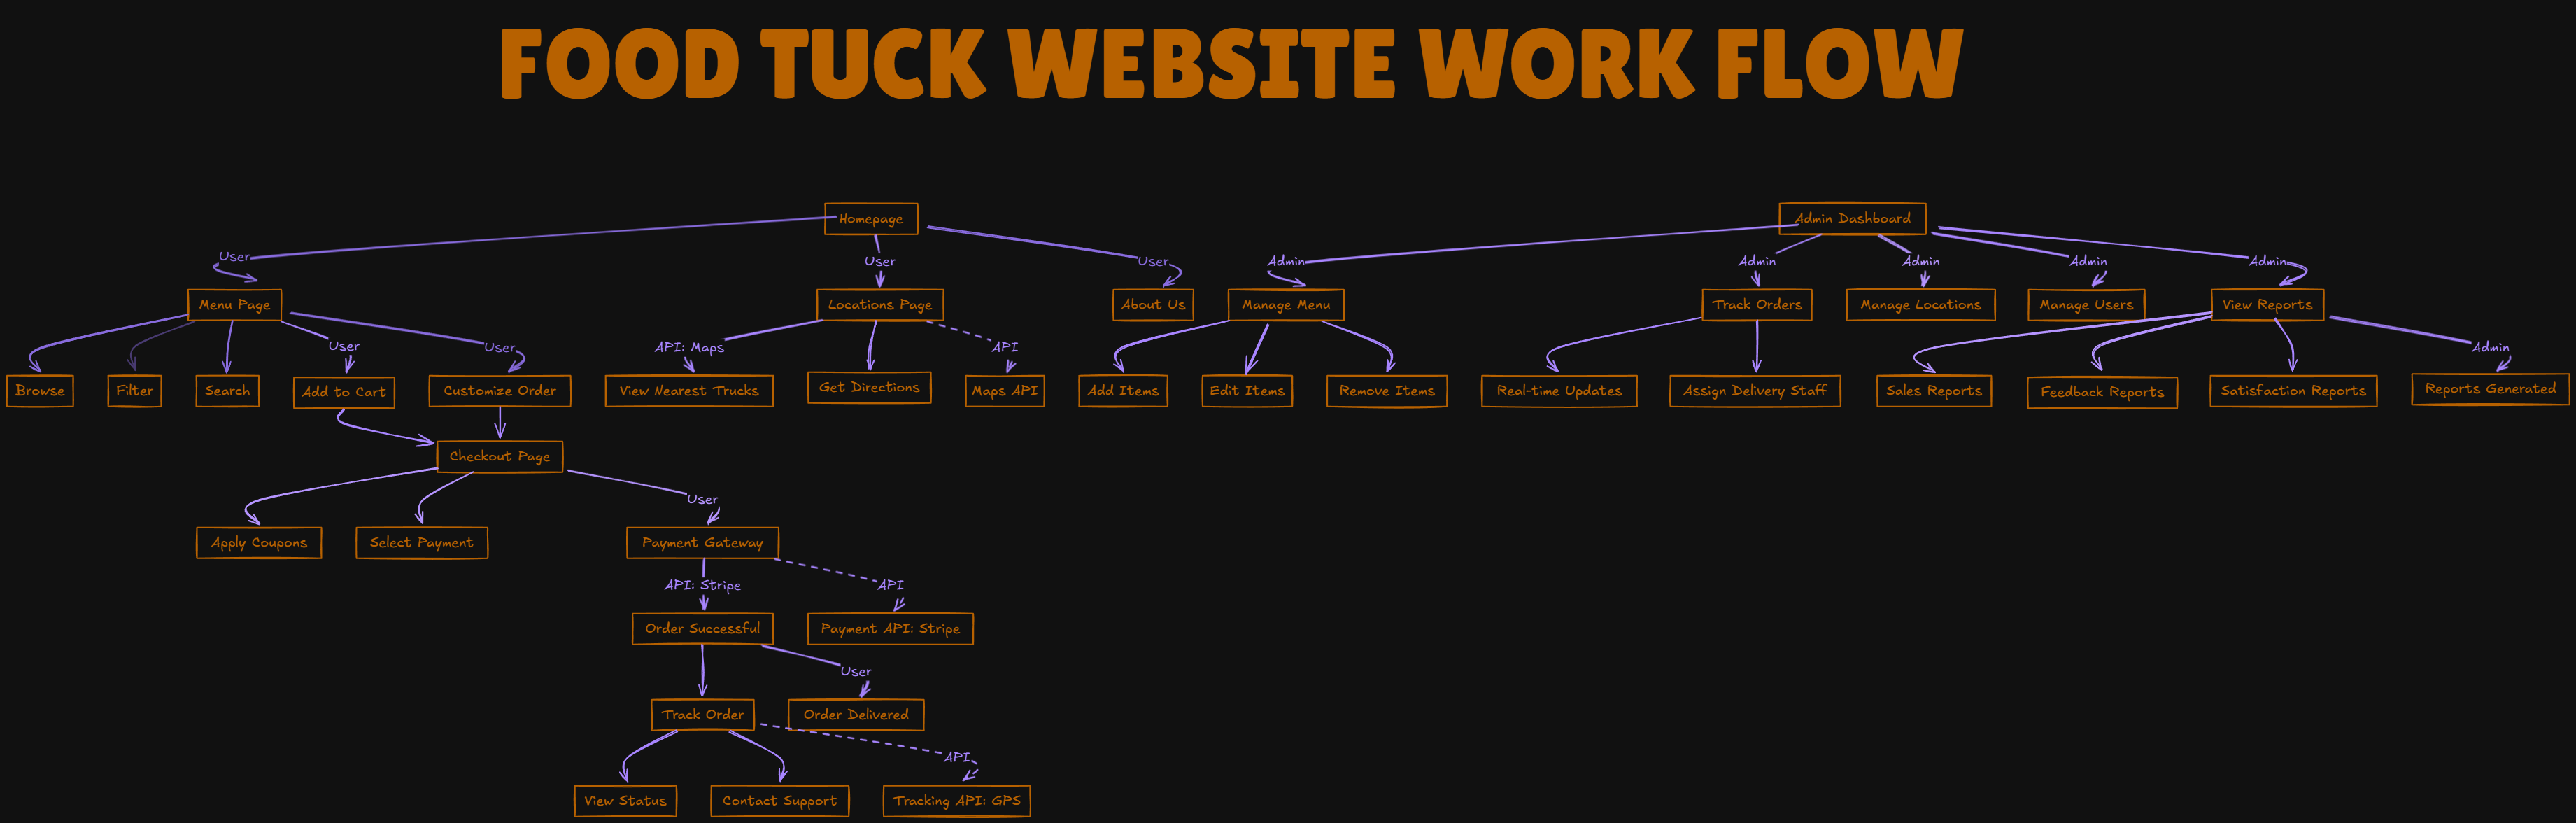 FOOD TUCK WEBSITE WORK FLOW
Homepage
Admin Dashboard
User
User
User
Admin
Admin
Admin
Admin
Admin
Menu Page
Locations Page
About Us
Manage Menu
Track Orders
Manage Locations
Manage Users
View Reports
User
User
API: Maps
API
Admin
Browse
Filter
Search
Add to Cart
Customize Order
View Nearest Trucks
Get Directions
Maps API
Add Items
Edit Items
Remove Items
Real-time Updates
Assign Delivery Staff
Sales Reports
Feedback Reports
Satisfaction Reports
Reports Generated
Checkout Page
User
Apply Coupons
Select Payment
Payment Gateway
API: Stripe
API
Order Successful
Payment API: Stripe
User
Track Order
Order Delivered
API
View Status
Contact Support
Tracking API: GPS